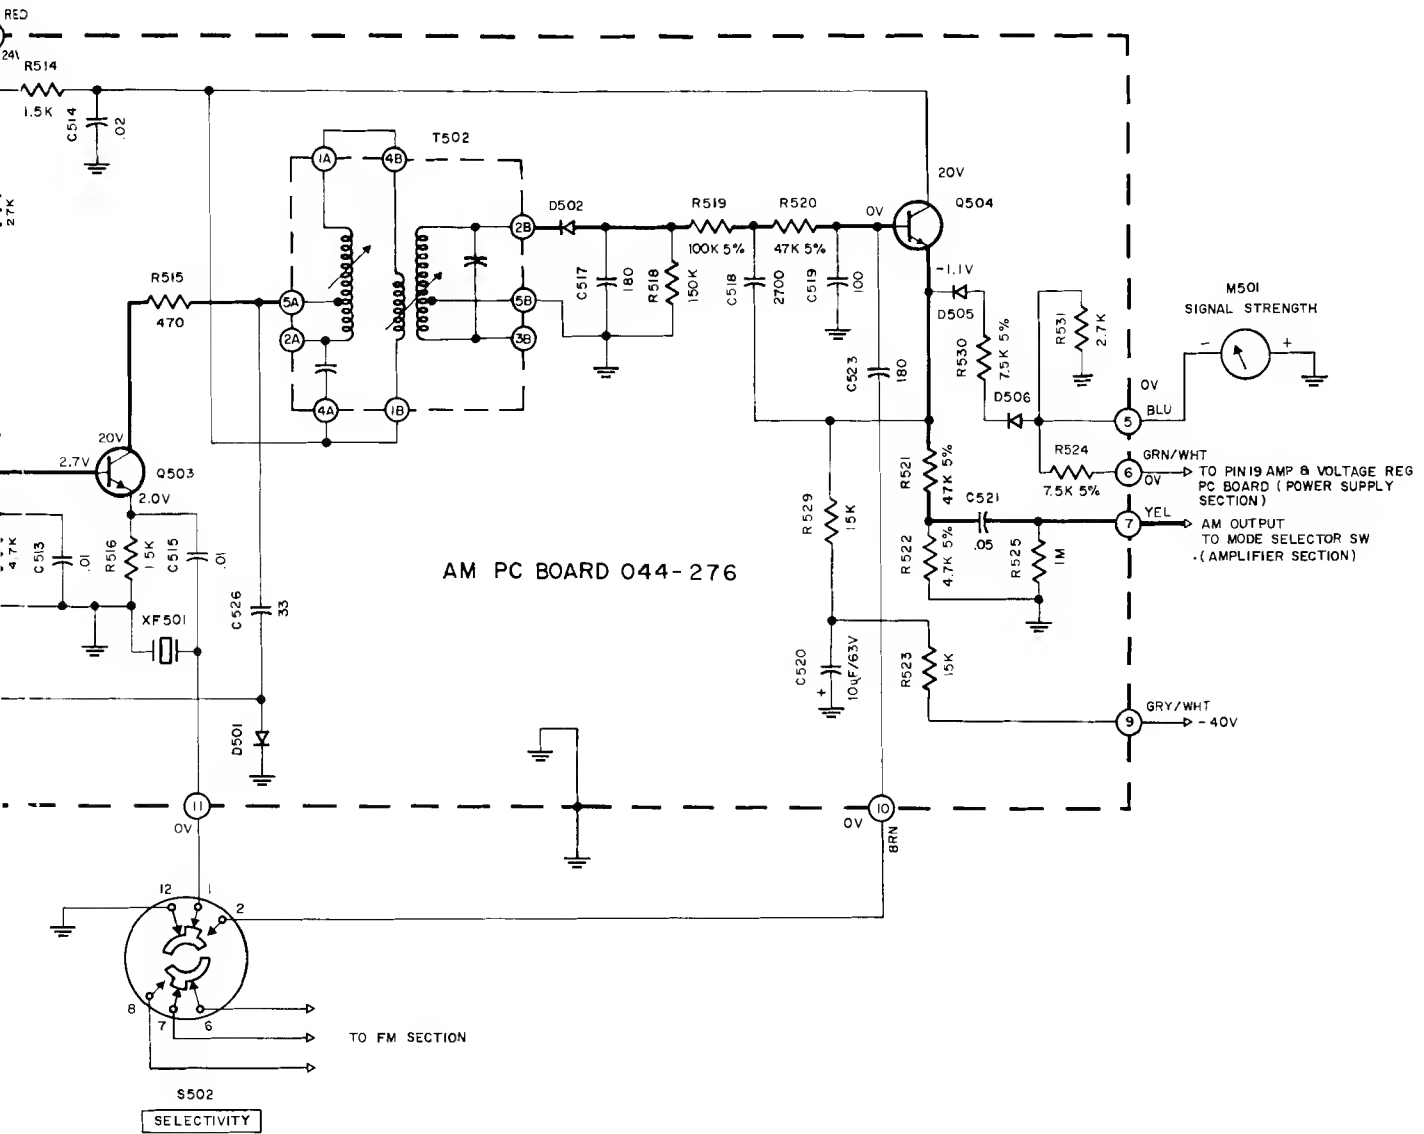 RED
24V
R514
1.5K
C514
.02
27K
T502
1A
4B
2B
5A
5B
2A
3B
4A
1B
D502
R519
100K 5%
R520
47K 5%
0V
20V
Q504
C517
180
R518
150K
C518
2700
C519
100
-1.1V
D505
R530
7.5K 5%
R531
2.7K
M501
SIGNAL STRENGTH
-
+
R515
470
C523
180
D506
0V
5
BLU
20V
2.7V
Q503
2.0V
R524
7.5K 5%
6
GRN/WHT
0V
TO PIN 19 AMP & VOLTAGE REG
PC BOARD (POWER SUPPLY
SECTION)
R521
47K 5%
C521
.05
7
YEL
AM OUTPUT
TO MODE SELECTOR SW
(AMPLIFIER SECTION)
4.7K
C513
.01
R516
1.5K
C515
.01
AM PC BOARD 044-276
R529
15K
R522
4.7K 5%
R525
1M
XF501
C526
33
C520
+
10µF/63V
R523
15K
D501
9
GRY/WHT
-40V
11
0V
10
0V
BRN
12
1
2
8
7
6
TO FM SECTION
S502
SELECTIVITY